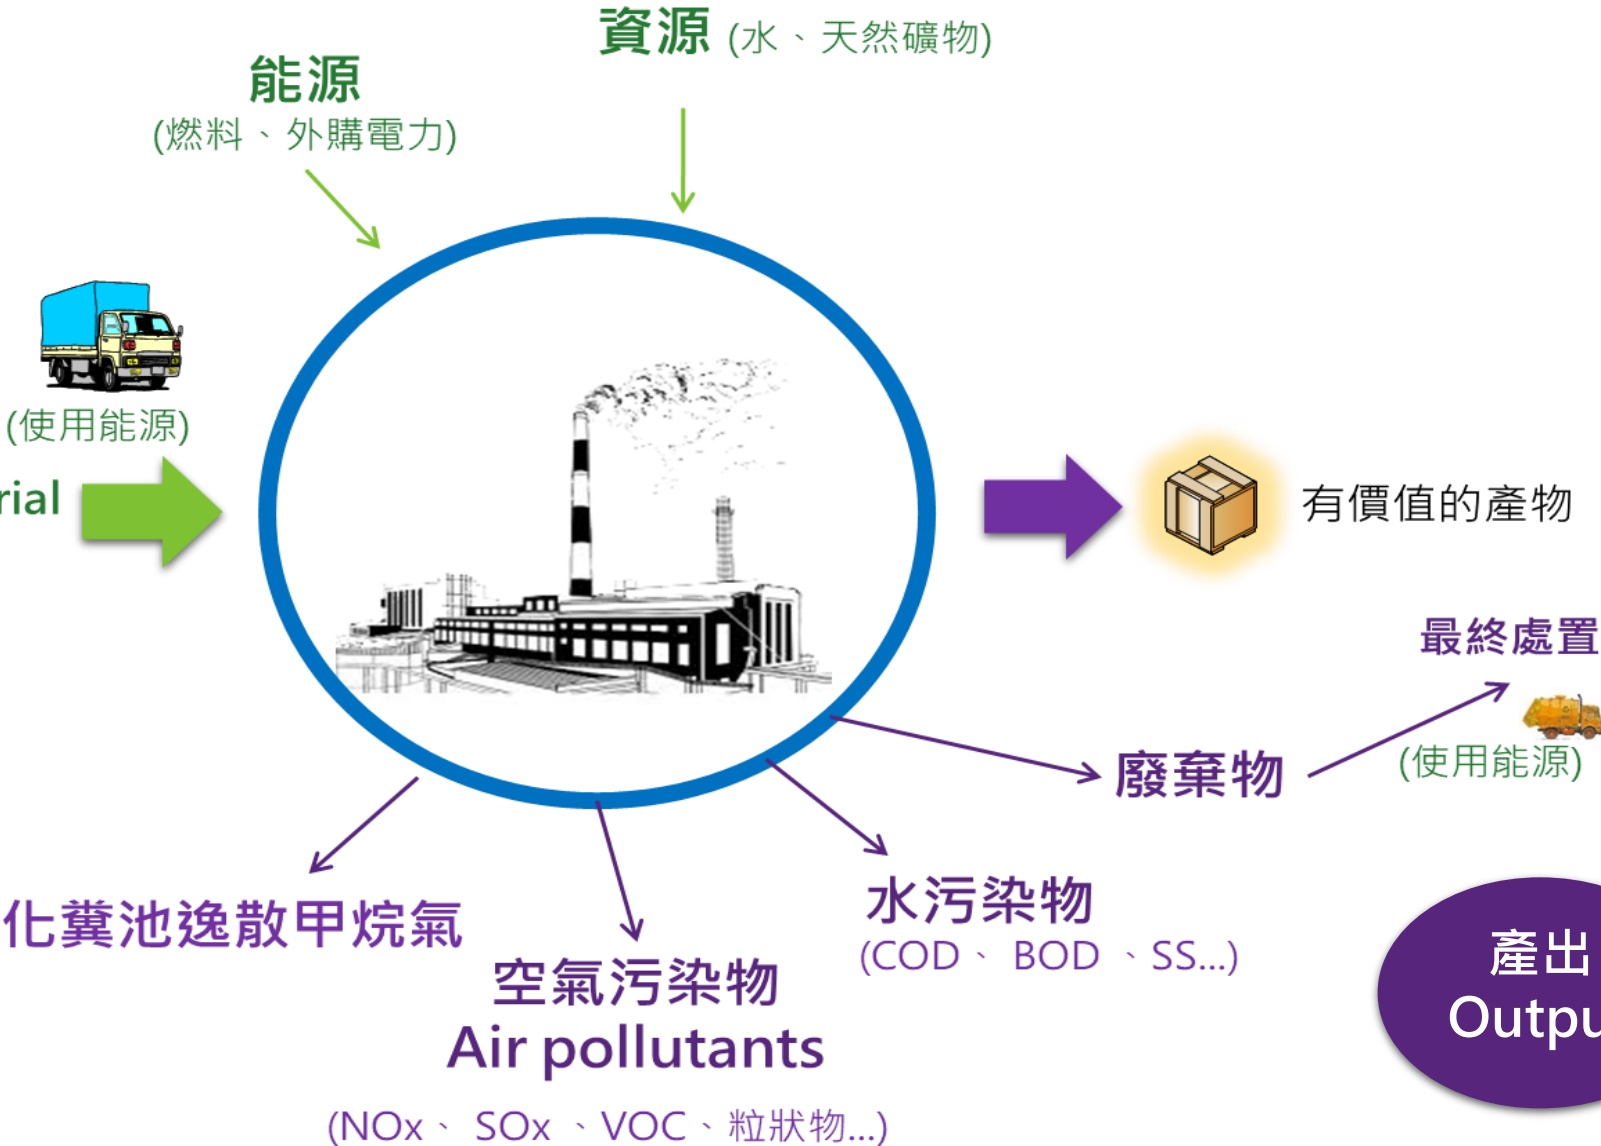 資源 (水、天然礦物)
能源
(燃料、外購電力)
(使用能源)
rial
有價值的產物
最終處置
(使用能源)
廢棄物
水污染物
(COD、 BOD 、SS...)
化糞池逸散甲烷氣
空氣污染物
Air pollutants
(NOx、 SOx 、VOC、粒狀物...)
產出
Outpu